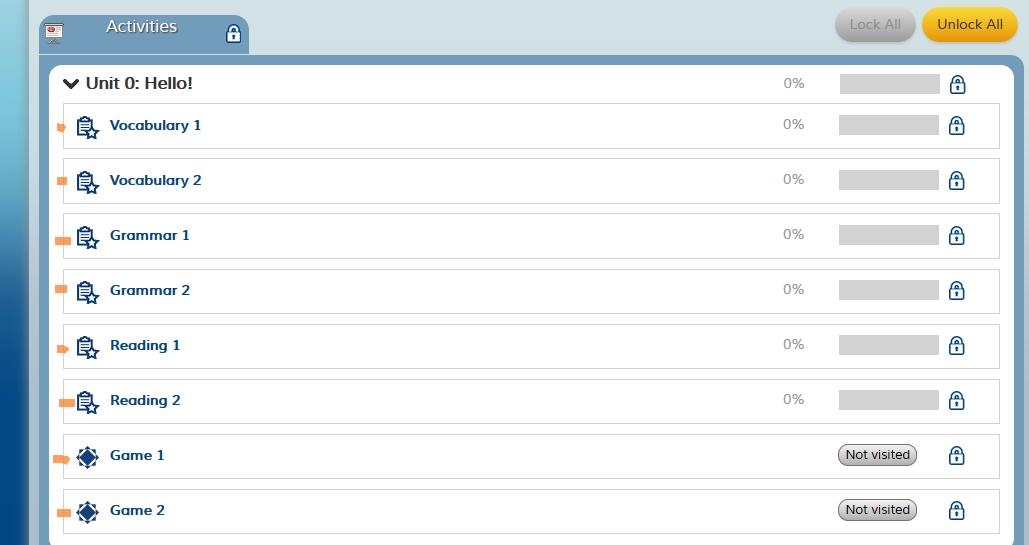 Activities
Lock All
Unlock All
Unit 0: Hello!
0%
Vocabulary 1
0%
Vocabulary 2
0%
Grammar 1
0%
Grammar 2
0%
Reading 1
0%
Reading 2
0%
Game 1
Not visited
Game 2
Not visited